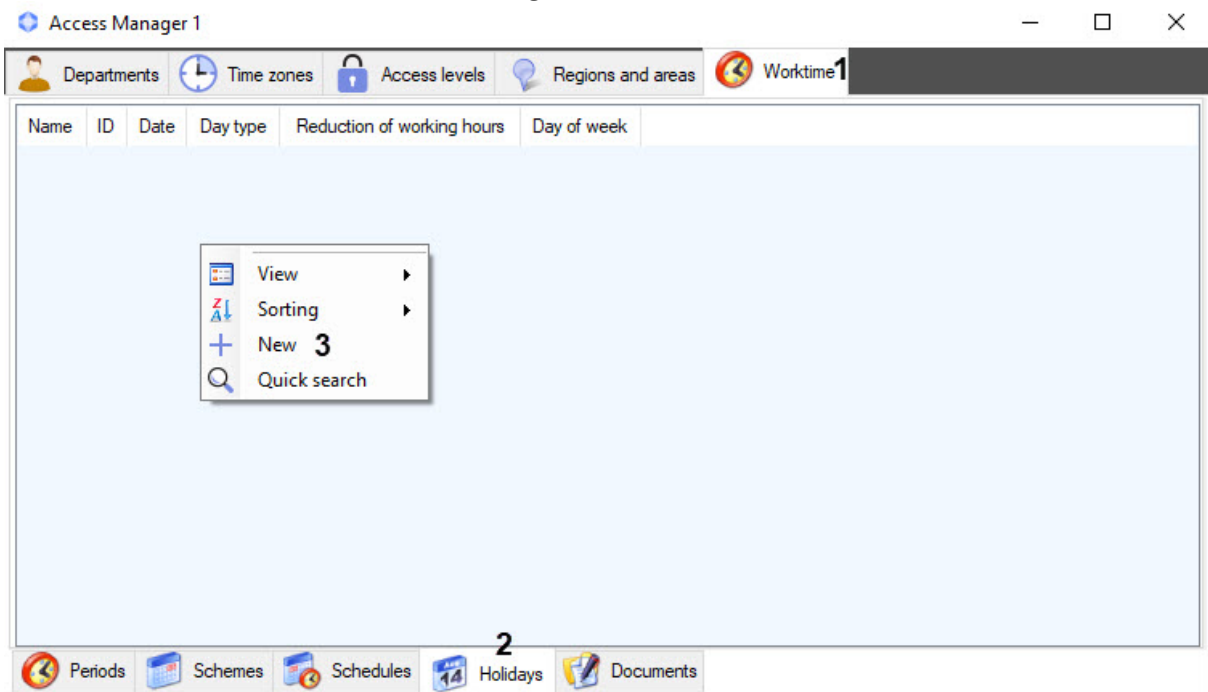 Access Manager 1
Departments Time zones Access levels Regions and areas Worktime 1
Name ID Date Day type Reduction of working hours Day of week
View
Sorting
New 3
Quick search
2
Periods Schemes Schedules Holidays Documents